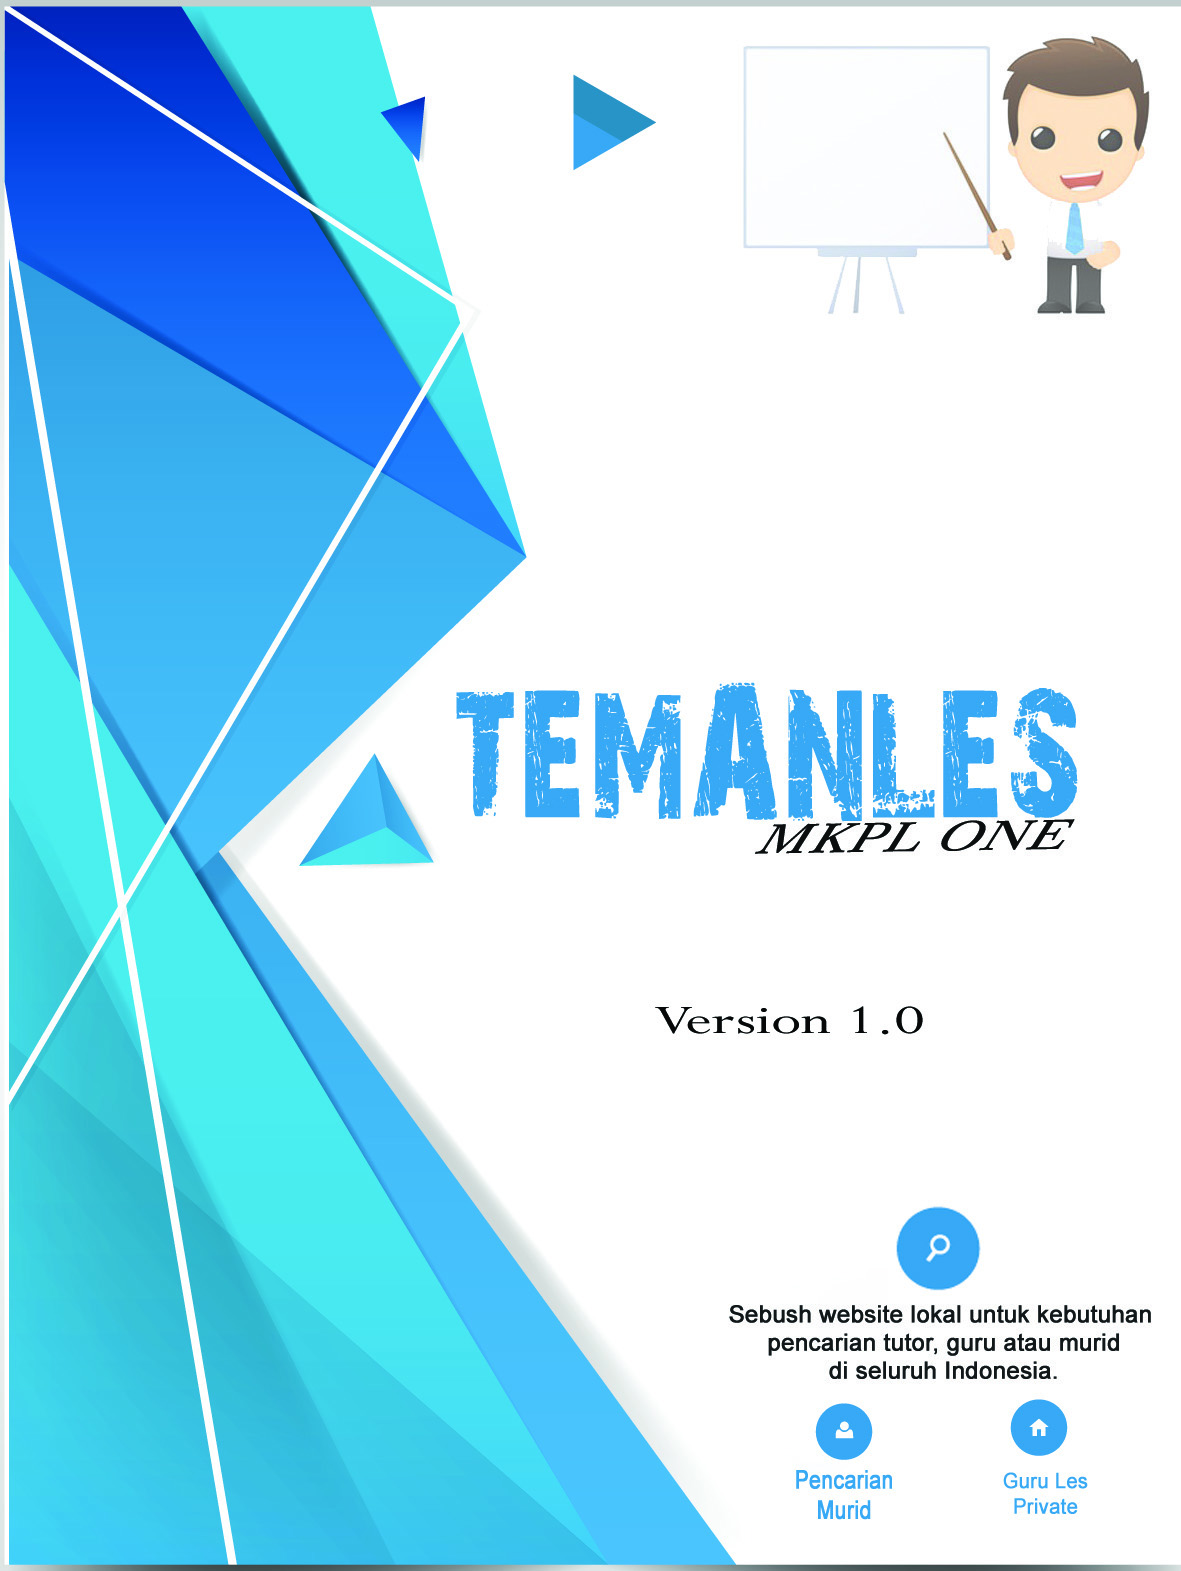 TEMANLES
MKPL ONE
Version 1.0
Sebush website lokal untuk kebutuhan
pencarian tutor, guru atau murid
di seluruh Indonesia.
Pencarian
Murid
Guru Les
Private